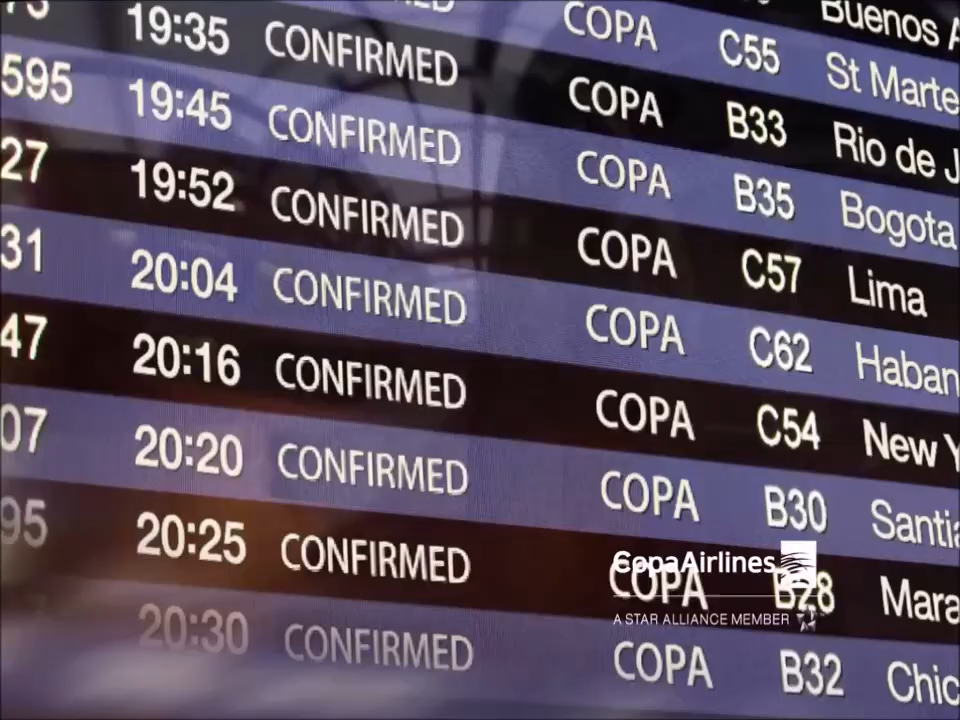 Buenos A
COPA C55 St Marte
19:35 CONFIRMED COPA B33 Rio de J
595 19:45 CONFIRMED COPA B35 Bogota
27 19:52 CONFIRMED COPA C57 Lima
31 20:04 CONFIRMED COPA C62 Haban
47 20:16 CONFIRMED COPA C54 New Y
07 20:20 CONFIRMED COPA B30 Santia
95 20:25 CONFIRMED COPA B28 Mara
20:30 CONFIRMED COPA B32 Chic
CopaAirlines
A STAR ALLIANCE MEMBER